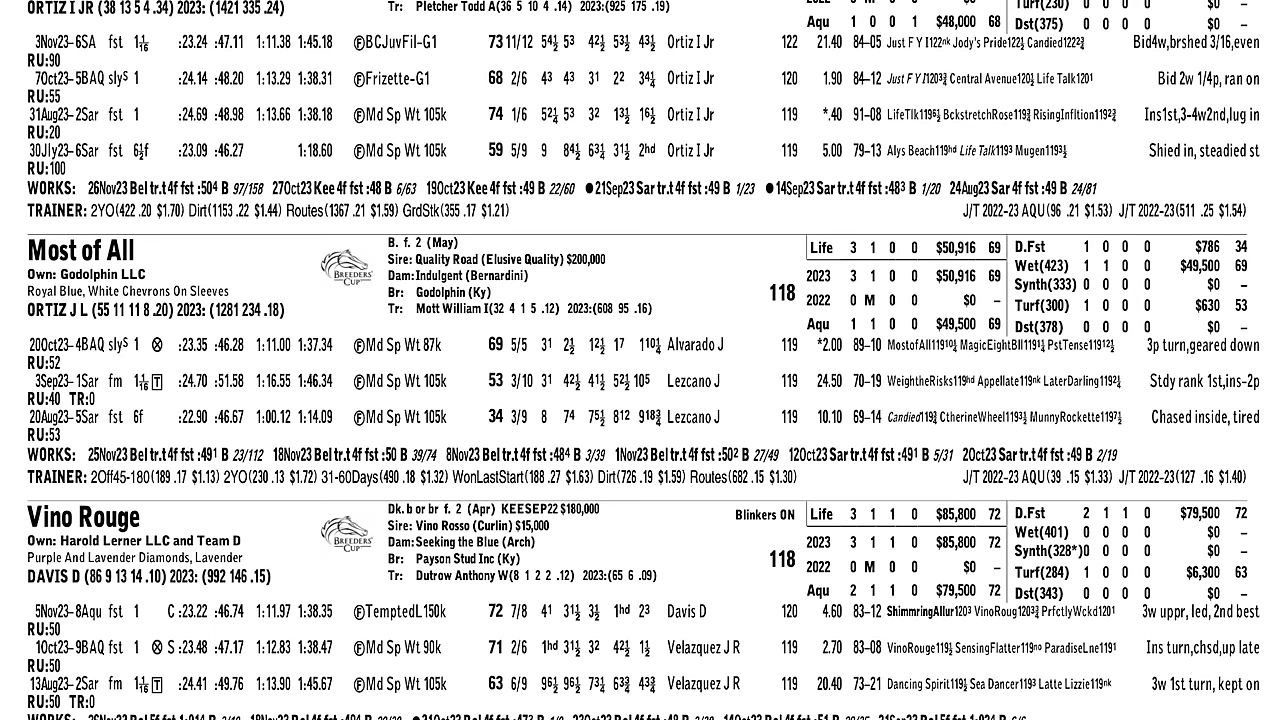 ORTIZ I JR (38 13 5 4 .34) 2023: (1421 335 .24)
Tr: Pletcher Todd A(36 5 10 4 .14) 2023:(925 175 .19)
Turf(230) 0 0 0 0 $0 –
Aqu 1 0 0 1 $48,000 68 Dst(375) 0 0 0 0 $0 –
3Nov23–6SA fst 1 1/16 :23.24 :47.11 1:11.38 1:45.18 ⒻBCJuvFil-G1 73 11/12 54½ 53 42½ 53½ 43½ Ortiz I Jr 122 21.40 84–05 Just F Y I122nk Jody's Pride122½ Candied122¾ Bid4w,brshed 3/16,even
RU:90
7Oct23–5BAQ slyS 1 :24.14 :48.20 1:13.29 1:38.31 ⒻFrizette-G1 68 2/6 43 43 31 22 34¼ Ortiz I Jr 120 1.90 84–12 Just F Y I1203¾ Central Avenue120½ Life Talk1201 Bid 2w 1/4p, ran on
RU:55
31Aug23–2Sar fst 1 :24.69 :48.98 1:13.66 1:38.18 ⒻMd Sp Wt 105k 74 1/6 52¼ 53 32 13½ 16½ Ortiz I Jr 119 *.40 91–08 LifeTlk1196½ BckstretchRose119¾ RisingInfltion1192¾ Ins1st,3-4w2nd,lug in
RU:20
30Jly23–6Sar fst 6½f :23.09 :46.27 1:18.60 ⒻMd Sp Wt 105k 59 5/9 9 84½ 63¼ 31½ 2hd Ortiz I Jr 119 5.00 79–13 Alys Beach119hd Life Talk1193 Mugen1193½ Shied in, steadied st
RU:100
WORKS: 26Nov23 Bel tr.t 4f fst :504 B 97/158 27Oct23 Kee 4f fst :48 B 6/63 19Oct23 Kee 4f fst :49 B 22/60 ●21Sep23 Sar tr.t 4f fst :49 B 1/23 ●14Sep23 Sar tr.t 4f fst :483 B 1/20 24Aug23 Sar 4f fst :49 B 24/81
TRAINER: 2YO(422 .20 $1.70) Dirt(1153 .22 $1.44) Routes(1367 .21 $1.59) GrdStk(355 .17 $1.21) J/T 2022-23 AQU(96 .21 $1.53) J/T 2022-23(511 .25 $1.54)
Most of All
Own: Godolphin LLC
Royal Blue, White Chevrons On Sleeves
ORTIZ J L (55 11 11 8 .20) 2023: (1281 234 .18)
BREEDERS' CUP
B. f. 2 (May)
Sire: Quality Road (Elusive Quality) $200,000
Dam:Indulgent (Bernardini)
Br: Godolphin (Ky)
Tr: Mott William I(32 4 1 5 .12) 2023:(608 95 .16)
118
Life 3 1 0 0 $50,916 69 D.Fst 1 0 0 0 $786 34
2023 3 1 0 0 $50,916 69 Wet(423) 1 1 0 0 $49,500 69
2022 0 M 0 0 $0 – Synth(333) 0 0 0 0 $0 –
Turf(300) 1 0 0 0 $630 53
Aqu 1 1 0 0 $49,500 69 Dst(378) 0 0 0 0 $0 –
20Oct23–4BAQ slyS 1 ⊗ :23.35 :46.28 1:11.00 1:37.34 ⒻMd Sp Wt 87k 69 5/5 31 2½ 12½ 17 110¼ Alvarado J 119 *2.00 89–10 MostofAll11910¼ MagicEightBll1191¼ PstTense11912½ 3p turn,geared down
RU:52
3Sep23–1Sar fm 1 1/16 T :24.70 :51.58 1:16.55 1:46.34 ⒻMd Sp Wt 105k 53 3/10 31 42½ 41½ 52½ 105 Lezcano J 119 24.50 70–19 WeightheRisks119hd Appellate119nk LaterDarling1192¼ Stdy rank 1st,ins-2p
RU:40 TR:0
20Aug23–5Sar fst 6f :22.90 :46.67 1:00.12 1:14.09 ⒻMd Sp Wt 105k 34 3/9 8 74 75½ 812 918¾ Lezcano J 119 10.10 69–14 Candied119¾ CtherineWheel1193½ MunnyRockette1197½ Chased inside, tired
RU:53
WORKS: 25Nov23 Bel tr.t 4f fst :491 B 23/112 18Nov23 Bel tr.t 4f fst :50 B 39/74 8Nov23 Bel tr.t 4f fst :484 B 3/39 1Nov23 Bel tr.t 4f fst :502 B 27/49 12Oct23 Sar tr.t 4f fst :491 B 5/31 2Oct23 Sar tr.t 4f fst :49 B 2/19
TRAINER: 2Off45-180(189 .17 $1.13) 2YO(230 .13 $1.72) 31-60Days(490 .18 $1.32) WonLastStart(188 .27 $1.63) Dirt(726 .19 $1.59) Routes(682 .15 $1.30) J/T 2022-23 AQU(39 .15 $1.33) J/T 2022-23(127 .16 $1.40)
Vino Rouge
Own: Harold Lerner LLC and Team D
Purple And Lavender Diamonds, Lavender
DAVIS D (86 9 13 14 .10) 2023: (992 146 .15)
BREEDERS' CUP
Dk. b or br f. 2 (Apr) KEESEP22 $180,000
Sire: Vino Rosso (Curlin) $15,000
Dam:Seeking the Blue (Arch)
Br: Payson Stud Inc (Ky)
Tr: Dutrow Anthony W(8 1 2 2 .12) 2023:(65 6 .09)
Blinkers ON
118
Life 3 1 1 0 $85,800 72 D.Fst 2 1 1 0 $79,500 72
2023 3 1 1 0 $85,800 72 Wet(401) 0 0 0 0 $0 –
2022 0 M 0 0 $0 – Synth(328*)0 0 0 0 $0 –
Turf(284) 1 0 0 0 $6,300 63
Aqu 2 1 1 0 $79,500 72 Dst(343) 0 0 0 0 $0 –
5Nov23–8Aqu fst 1 C :23.22 :46.74 1:11.97 1:38.35 ⒻTemptedL150k 72 7/8 41 31½ 3½ 1hd 23 Davis D 120 4.60 83–12 ShimmringAllur1203 VinoRoug1203¾ PrfctlyWckd1201 3w uppr, led, 2nd best
RU:50
1Oct23–9BAQ fst 1 ⊗ S :23.48 :47.17 1:12.83 1:38.47 ⒻMd Sp Wt 90k 71 2/6 1hd 31½ 32 42½ 1½ Velazquez J R 119 2.70 83–08 VinoRouge119½ SensingFlatter119no ParadiseLne1191 Ins turn,chsd,up late
RU:50
13Aug23–2Sar fm 1 1/16 T :24.41 :49.76 1:13.90 1:45.67 ⒻMd Sp Wt 105k 63 6/9 96½ 96½ 73¼ 63¾ 43¾ Velazquez J R 119 20.40 73–21 Dancing Spirit119½ Sea Dancer1193 Latte Lizzie119nk 3w 1st turn, kept on
RU:50 TR:0